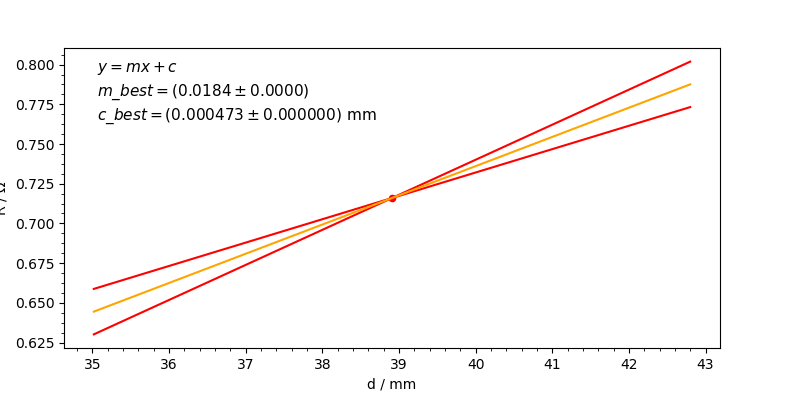 y = mx + c
m_best = (0.0184 ± 0.0000)
c_best = (0.000473 ± 0.000000) mm
0.800
0.775
0.750
0.725
0.700
0.675
0.650
0.625
R / Ω
35 36 37 38 39 40 41 42 43
d / mm